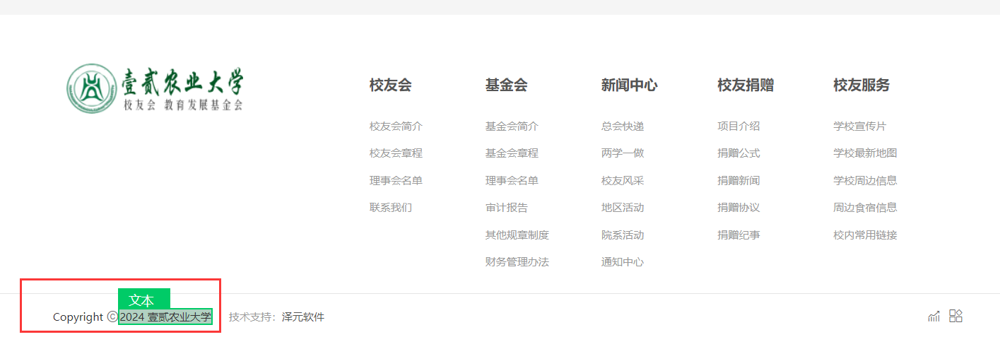 壹贰农业大学
校友会 教育发展基金会
校友会
校友会简介
校友会章程
理事会名单
联系我们
基金会
基金会简介
基金会章程
理事会名单
审计报告
其他规章制度
财务管理办法
新闻中心
总会快递
两学一做
校友风采
地区活动
院系活动
通知中心
校友捐赠
项目介绍
捐赠公式
捐赠新闻
捐赠协议
捐赠纪事
校友服务
学校宣传片
学校最新地图
学校周边信息
周边食宿信息
校内常用链接
文本
Copyright ⓒ2024 壹贰农业大学 技术支持：泽元软件